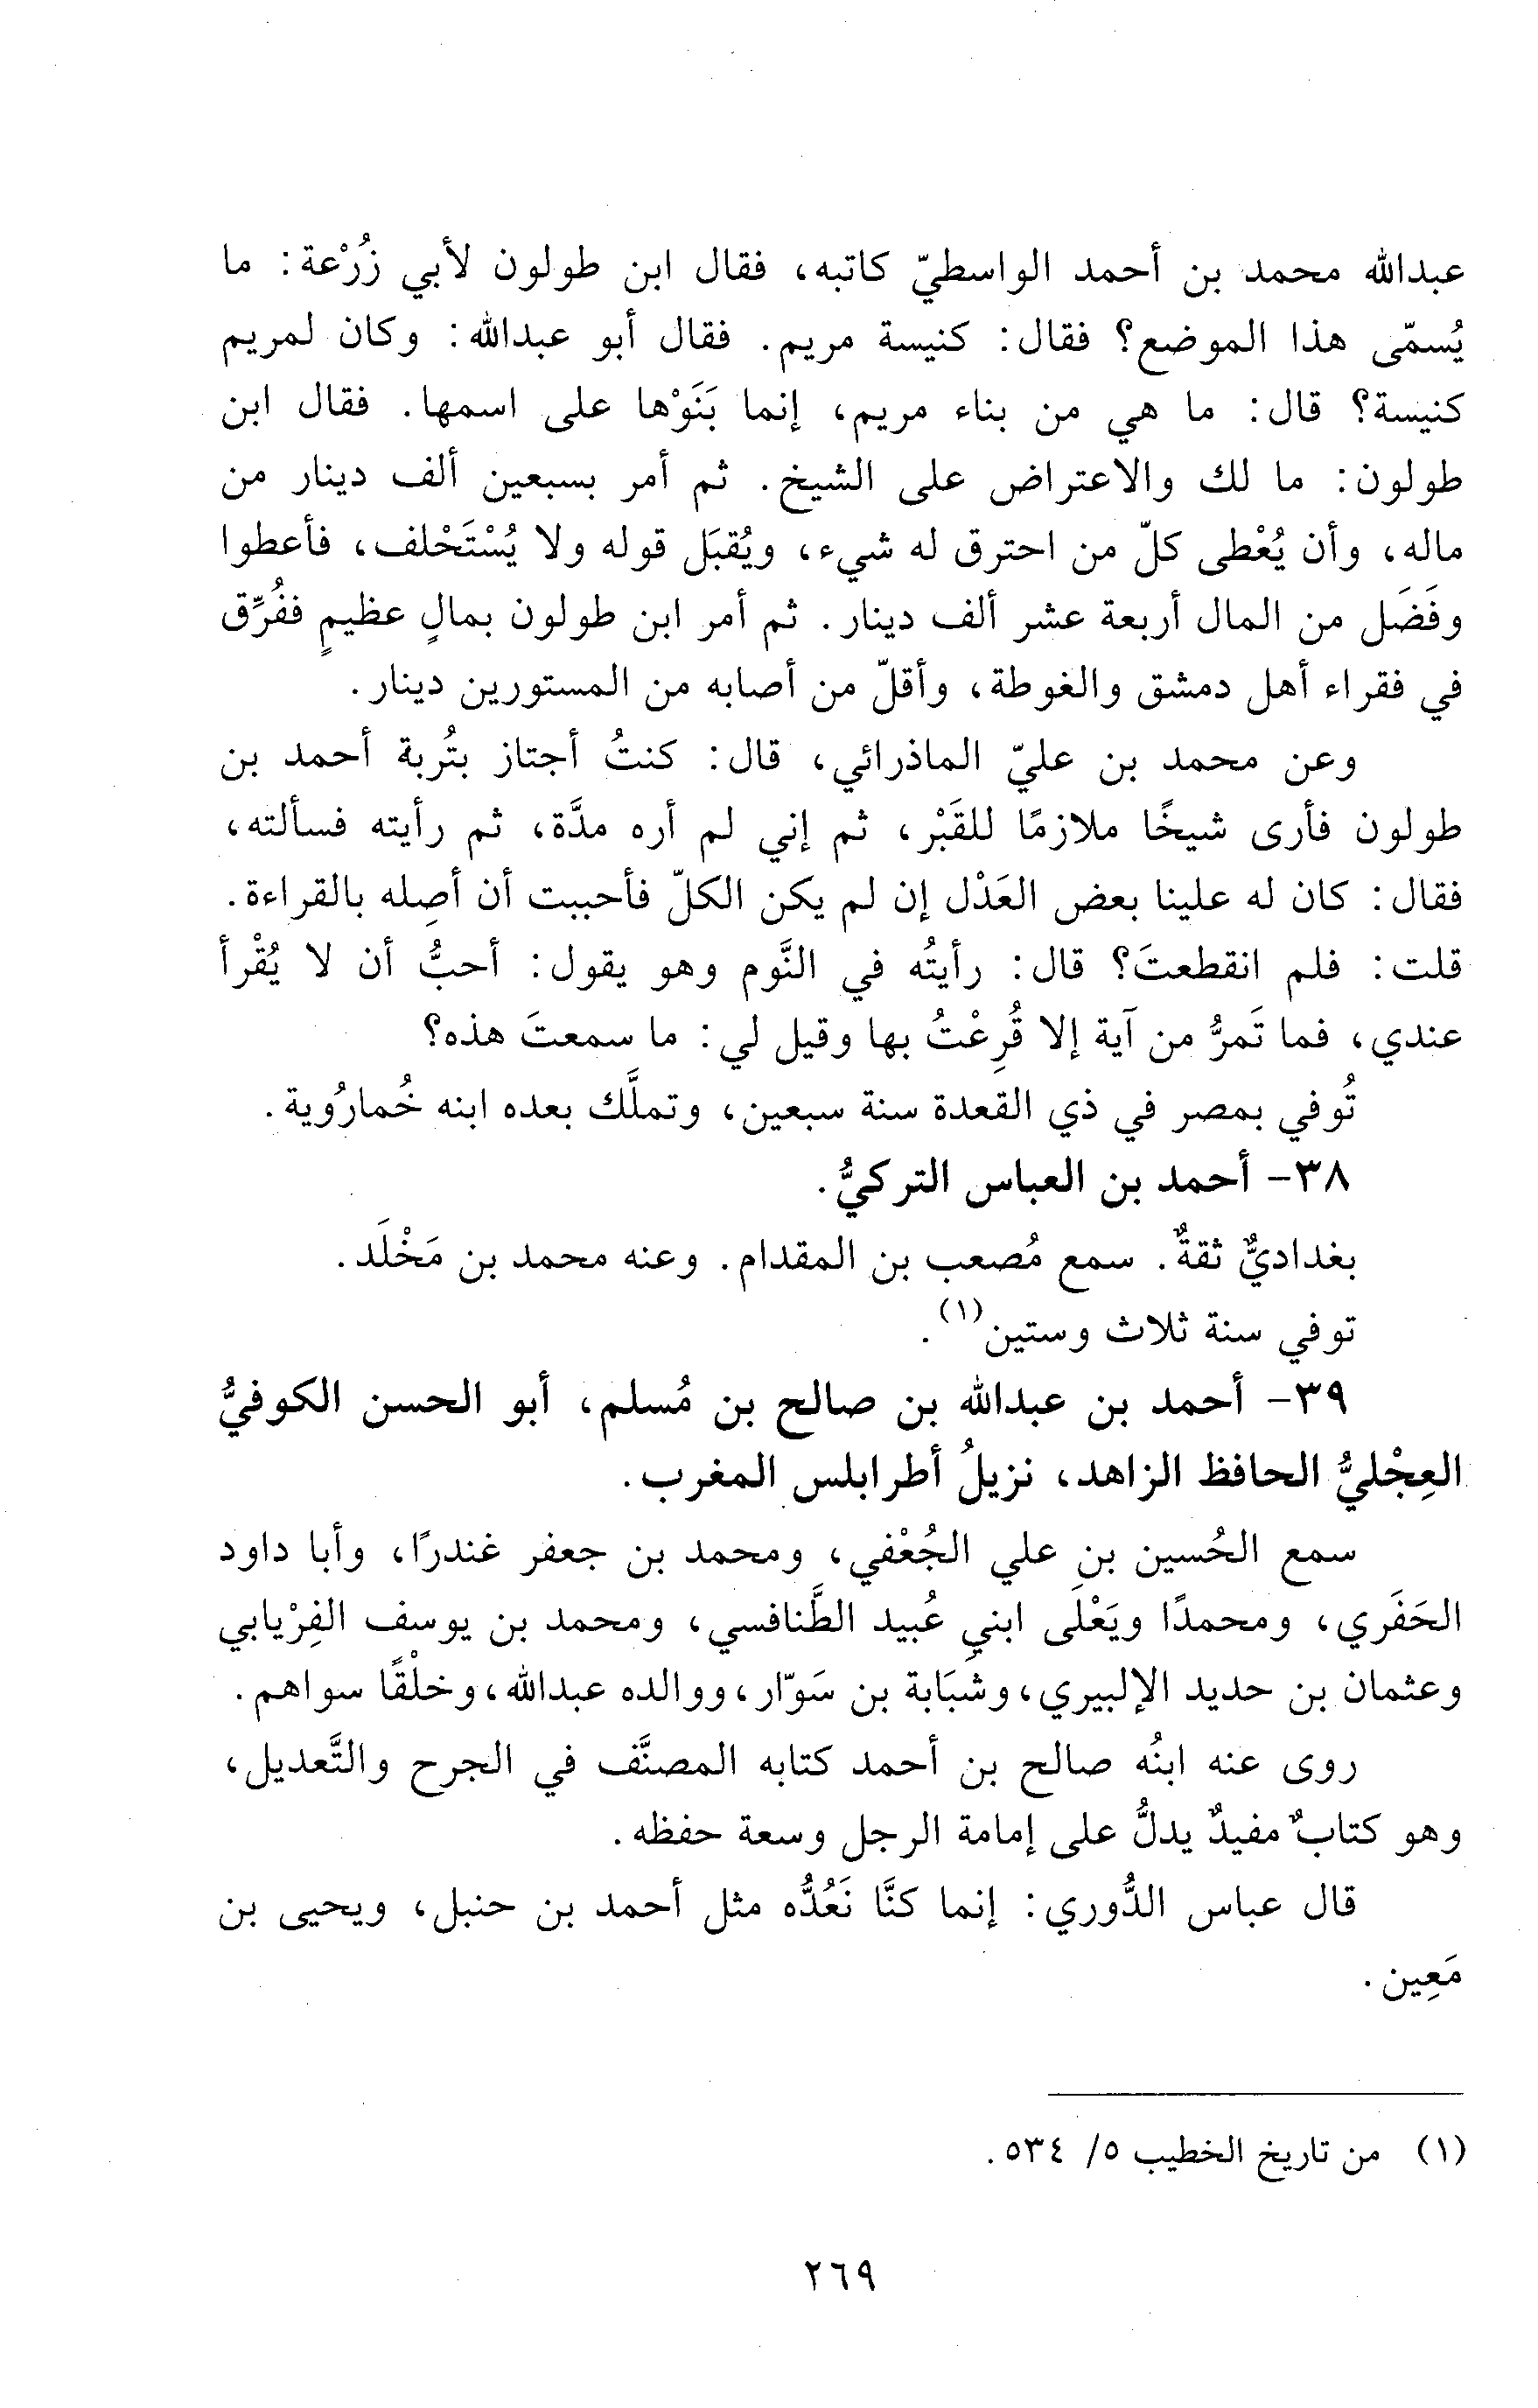 عبدالله محمد بن أحمد الواسطيّ كاتبه، فقال ابن طولون لأبي زُرْعة: ما
يُسمّى هذا الموضع؟ فقال: كنيسة مريم. فقال أبو عبدالله: وكان لمريم
كنيسة؟ قال: ما هي من بناء مريم، إنما بَنَوْها على اسمها. فقال ابن
طولون: ما لك والاعتراض على الشيخ. ثم أمر بسبعين ألف دينار من
ماله، وأن يُعْطى كلّ من احترق له شيء، ويُقبَل قوله ولا يُسْتَحْلف، فأعطوا
وفَضَل من المال أربعة عشر ألف دينار. ثم أمر ابن طولون بمالٍ عظيمٍ ففُرِّق
في فقراء أهل دمشق والغوطة، وأقلّ من أصابه من المستورين دينار.
وعن محمد بن عليّ الماذرائي، قال: كنتُ أجتاز بتُربة أحمد بن
طولون فأرى شيخًا ملازمًا للقَبْر، ثم إني لم أره مدَّة، ثم رأيته فسألته،
فقال: كان له علينا بعض العَدْل إن لم يكن الكلّ فأحببت أن أصِله بالقراءة.
قلت: فلم انقطعتَ؟ قال: رأيتُه في النَّوم وهو يقول: أحبُّ أن لا يُقْرأ
عندي، فما تَمرُّ من آية إلا قُرِعْتُ بها وقيل لي: ما سمعتَ هذه؟
تُوفي بمصر في ذي القعدة سنة سبعين، وتملَّك بعده ابنه خُمارُوية.
٣٨- أحمد بن العباس التركيُّ.
بغداديٌّ ثقةٌ. سمع مُصعب بن المقدام. وعنه محمد بن مَخْلَد.
توفي سنة ثلاث وستين(١).
٣٩- أحمد بن عبدالله بن صالح بن مُسلم، أبو الحسن الكوفيُّ
العِجْليُّ الحافظ الزاهد، نزيلُ أطرابلس المغرب.
سمع الحُسين بن علي الجُعْفي، ومحمد بن جعفر غندرًا، وأبا داود
الحَفَري، ومحمدًا ويَعْلَى ابني عُبيد الطَّنافسي، ومحمد بن يوسف الفِرْيابي
وعثمان بن حديد الإلبيري، وشبَابة بن سَوّار، ووالده عبدالله، وخلْقًا سواهم.
روى عنه ابنُه صالح بن أحمد كتابه المصنَّف في الجرح والتَّعديل،
وهو كتابٌ مفيدٌ يدلُّ على إمامة الرجل وسعة حفظه.
قال عباس الدُّوري: إنما كنَّا نَعُدُّه مثل أحمد بن حنبل، ويحيى بن
مَعِين.
(١) من تاريخ الخطيب ٥/ ٥٣٤.
٢٦٩